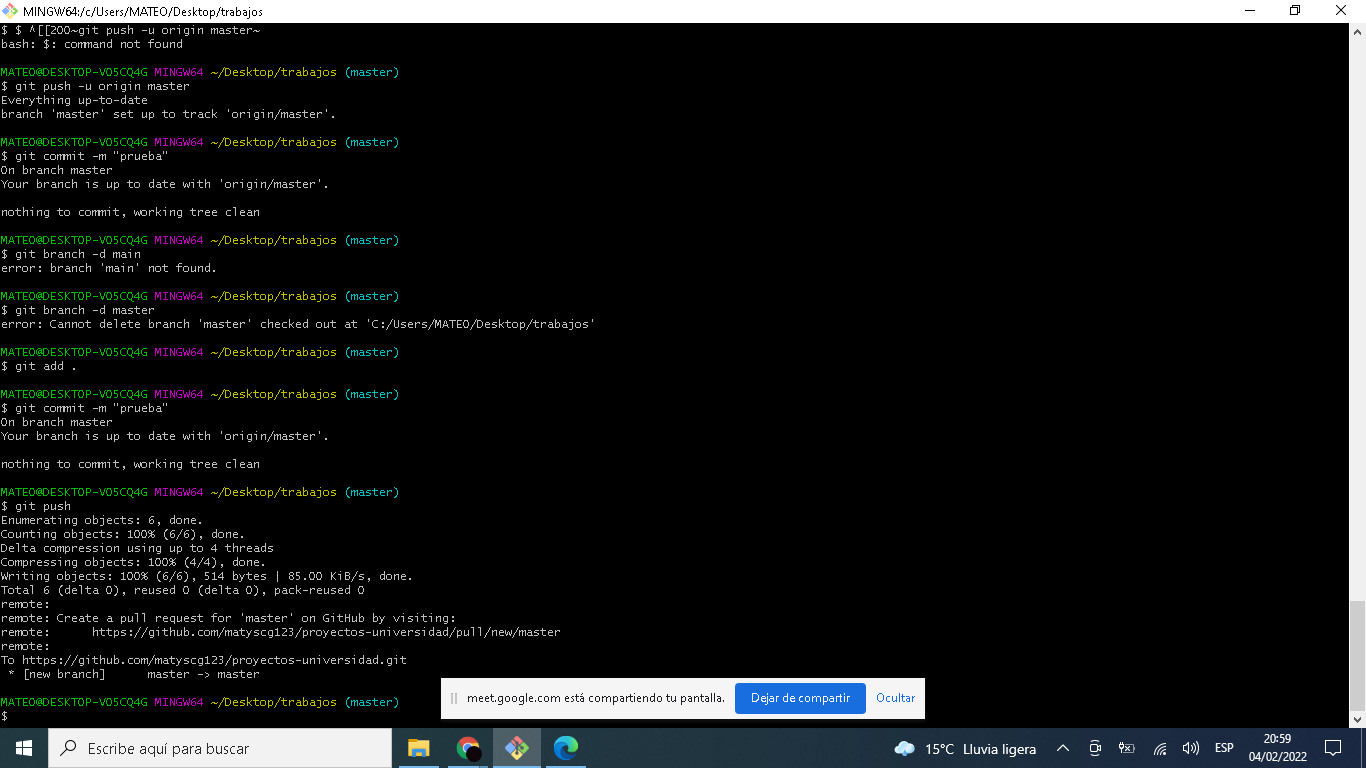 MINGW64:/c/Users/MATEO/Desktop/trabajos
$ $ ^[[200~git push -u origin master~
bash: $: command not found
MATEO@DESKTOP-VO5CQ4G MINGW64 ~/Desktop/trabajos (master)
$ git push -u origin master
Everything up-to-date
branch 'master' set up to track 'origin/master'.
MATEO@DESKTOP-VO5CQ4G MINGW64 ~/Desktop/trabajos (master)
$ git commit -m "prueba"
On branch master
Your branch is up to date with 'origin/master'.
nothing to commit, working tree clean
MATEO@DESKTOP-VO5CQ4G MINGW64 ~/Desktop/trabajos (master)
$ git branch -d main
error: branch 'main' not found.
MATEO@DESKTOP-VO5CQ4G MINGW64 ~/Desktop/trabajos (master)
$ git branch -d master
error: Cannot delete branch 'master' checked out at 'C:/Users/MATEO/Desktop/trabajos'
MATEO@DESKTOP-VO5CQ4G MINGW64 ~/Desktop/trabajos (master)
$ git add .
MATEO@DESKTOP-VO5CQ4G MINGW64 ~/Desktop/trabajos (master)
$ git commit -m "prueba"
On branch master
Your branch is up to date with 'origin/master'.
nothing to commit, working tree clean
MATEO@DESKTOP-VO5CQ4G MINGW64 ~/Desktop/trabajos (master)
$ git push
Enumerating objects: 6, done.
Counting objects: 100% (6/6), done.
Delta compression using up to 4 threads
Compressing objects: 100% (4/4), done.
Writing objects: 100% (6/6), 514 bytes | 85.00 KiB/s, done.
Total 6 (delta 0), reused 0 (delta 0), pack-reused 0
remote:
remote: Create a pull request for 'master' on GitHub by visiting:
remote:      https://github.com/matyscg123/proyectos-universidad/pull/new/master
remote:
To https://github.com/matyscg123/proyectos-universidad.git
 * [new branch]      master -> master
MATEO@DESKTOP-VO5CQ4G MINGW64 ~/Desktop/trabajos (master)
$
meet.google.com está compartiendo tu pantalla. Dejar de compartir Ocultar
Escribe aquí para buscar
15°C Lluvia ligera
ESP
20:59
04/02/2022